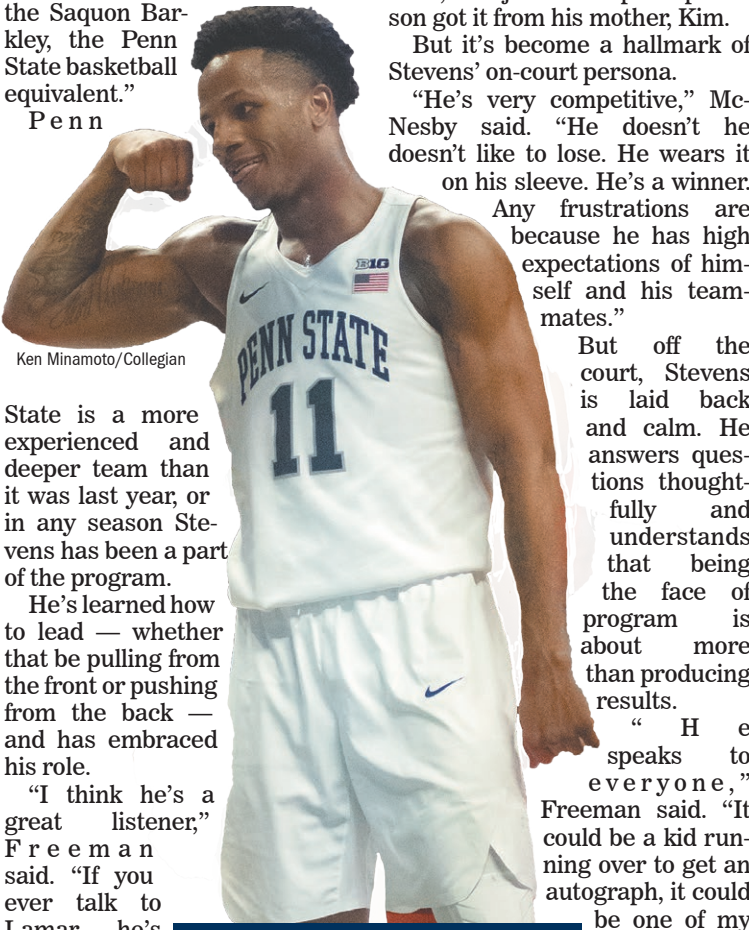 the Saquon Bar-
kley, the Penn
State basketball
equivalent.”
Penn
Ken Minamoto/Collegian
State is a more
experienced and
deeper team than
it was last year, or
in any season Ste-
vens has been a part
of the program.
He’s learned how
to lead — whether
that be pulling from
the front or pushing
from the back —
and has embraced
his role.
“I think he’s a
great listener,”
Freeman
said. “If you
ever talk to
Lamar, he’s
son got it from his mother, Kim.
But it’s become a hallmark of
Stevens’ on-court persona.
“He’s very competitive,” Mc-
Nesby said. “He doesn’t he
doesn’t like to lose. He wears it
on his sleeve. He’s a winner.
Any frustrations are
because he has high
expectations of him-
self and his team-
mates.”
But off the
court, Stevens
is laid back
and calm. He
answers ques-
tions thought-
fully and
understands
that being
the face of
program is
about more
than producing
results.
“He
speaks to
everyone,”
Freeman said. “It
could be a kid run-
ning over to get an
autograph, it could
be one of my
B1G
PENN STATE
11